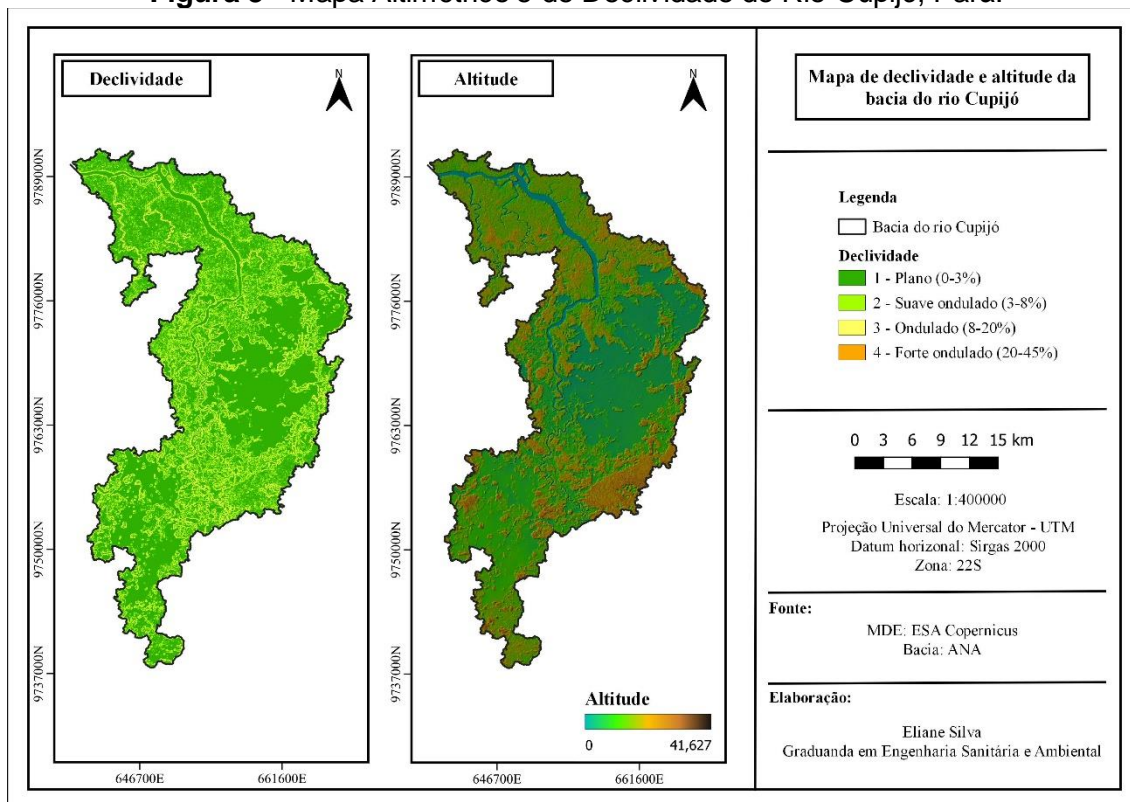 Mapa Altimétrico e de Declividade do Rio Cupijó, Pará.
Declividade
N
9789000N
9776000N
9763000N
9750000N
9737000N
646700E
661600E
Altitude
N
9789000N
9776000N
9763000N
9750000N
9737000N
Altitude
0
41,627
646700E
661600E
Mapa de declividade e altitude da
bacia do rio Cupijó
Legenda
Bacia do rio Cupijó
Declividade
1 - Plano (0-3%)
2 - Suave ondulado (3-8%)
3 - Ondulado (8-20%)
4 - Forte ondulado (20-45%)
0 3 6 9 12 15 km
Escala: 1:400000
Projeção Universal do Mercator - UTM
Datum horizonal: Sirgas 2000
Zona: 22S
Fonte:
MDE: ESA Copernicus
Bacia: ANA
Elaboração:
Eliane Silva
Graduanda em Engenharia Sanitária e Ambiental